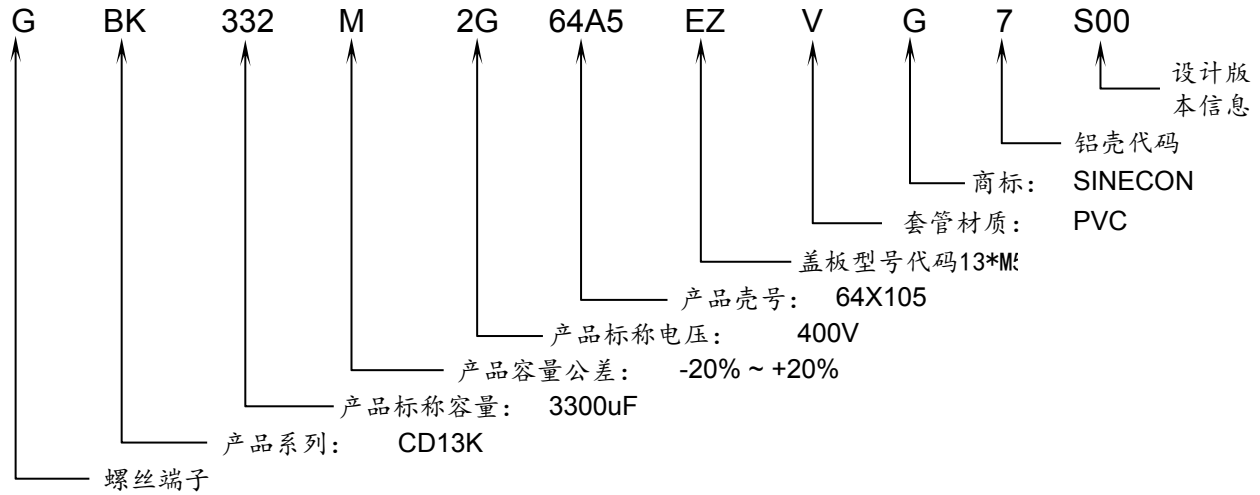 G BK 332 M 2G 64A5 EZ V G 7 S00
设计版
本信息
铝壳代码
商标： SINECON
套管材质： PVC
盖板型号代码13*M5
产品壳号： 64X105
产品标称电压： 400V
产品容量公差： -20% ~ +20%
产品标称容量： 3300uF
产品系列： CD13K
螺丝端子